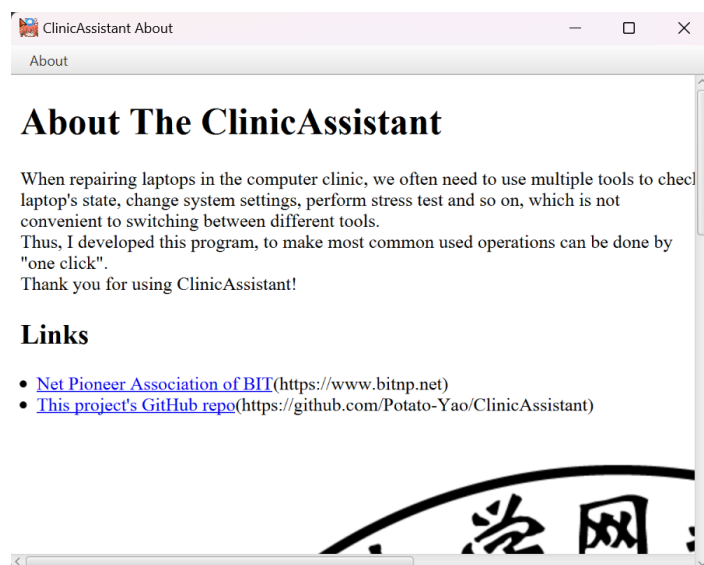 ClinicAssistant About
About
About The ClinicAssistant
When repairing laptops in the computer clinic, we often need to use multiple tools to
laptop's state, change system settings, perform stress test and so on, which is not
convenient to switching between different tools.
Thus, I developed this program, to make most common used operations can be done by
"one click".
Thank you for using ClinicAssistant!
Links
Net Pioneer Association of BIT(https://www.bitnp.net)
This project's GitHub repo(https://github.com/Potato-Yao/ClinicAssistant)
学网